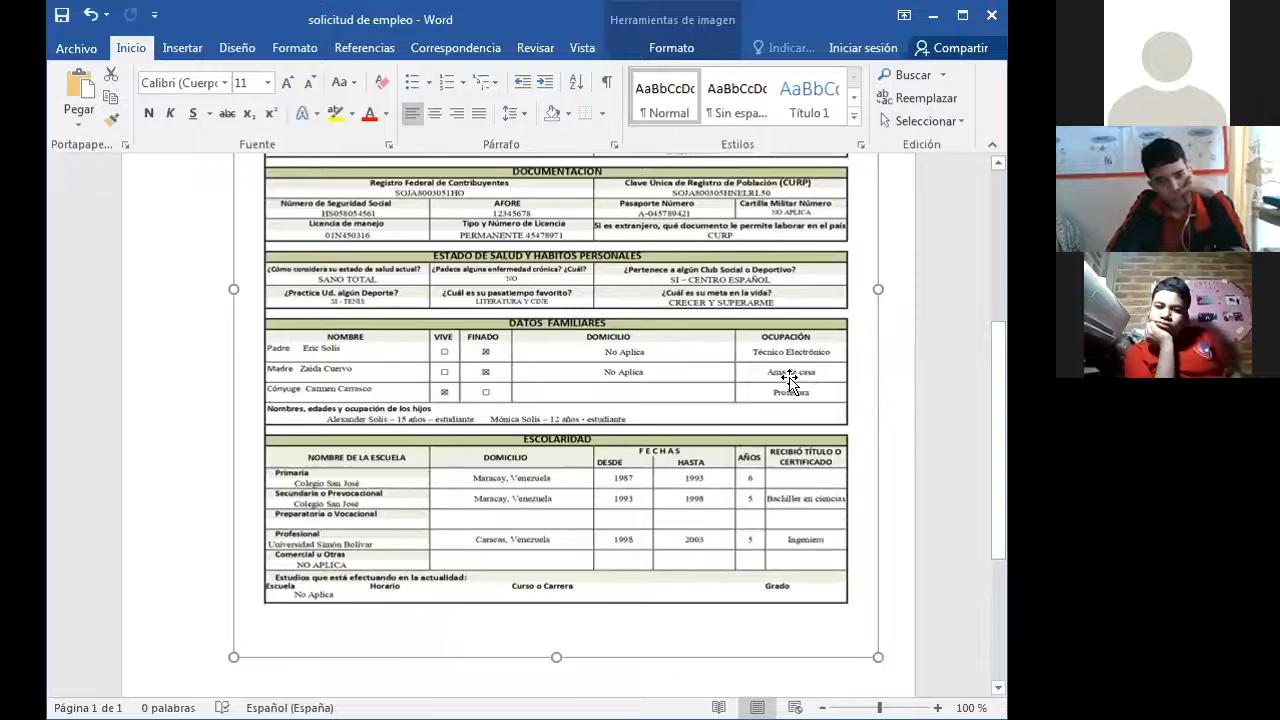 solicitud de empleo - Word
Herramientas de imagen
Archivo Inicio Insertar Diseño Formato Referencias Correspondencia Revisar Vista Formato Indicar... Iniciar sesión Compartir
Pegar
Calibri (Cuerpo 11 Aa
N K S abc x₂ x² A
AaBbCcDc AaBbCcDc AaBbCc
¶ Normal ¶ Sin espa... Título 1
Buscar
Reemplazar
Seleccionar
Portapape... Fuente Párrafo Estilos Edición
DOCUMENTACION
Registro Federal de Contribuyentes Clave Única de Registro de Población (CURP)
SOJA8003051HO SOJA800305HNELRL50
Número de Seguridad Social AFORE Pasaporte Número Cartilla Militar Número
HS058054561 12345678 A-045789421 NO APLICA
Licencia de manejo Tipo y Número de Licencia Si es extranjero, qué documento le permite laborar en el país
01N450316 PERMANENTE 45478971 CURP
ESTADO DE SALUD Y HABITOS PERSONALES
¿Cómo considera su estado de salud actual? ¿Padece alguna enfermedad crónica? ¿Cuál? ¿Pertenece a algún Club Social o Deportivo?
SANO TOTAL NO SI – CENTRO ESPAÑOL
¿Practica Ud. algún Deporte? ¿Cuál es su pasatiempo favorito? ¿Cuál es su meta en la vida?
SI - TENIS LITERATURA Y CINE CRECER Y SUPERARME
DATOS FAMILIARES
NOMBRE VIVE FINADO DOMICILIO OCUPACIÓN
Padre Eric Solis ☐ ☒ No Aplica Técnico Electrónico
Madre Zaida Cuervo ☐ ☒ No Aplica casa
Cónyuge Carmen Carrasco ☒ ☐
Nombres, edades y ocupación de los hijos
Alexander Solis – 15 años – estudiante Mónica Solis – 12 años - estudiante
ESCOLARIDAD
NOMBRE DE LA ESCUELA DOMICILIO FECHAS AÑOS RECIBIÓ TÍTULO O CERTIFICADO
DESDE HASTA
Primaria
Colegio San José Maracay, Venezuela 1987 1993 6
Secundaria o Prevocacional
Colegio San José Maracay, Venezuela 1993 1998 5 Bachiller en ciencias
Preparatoria o Vocacional
Profesional
Universidad Simón Bolívar Caracas, Venezuela 1998 2003 5 Ingeniero
Comercial u Otras
NO APLICA
Estudios que está efectuando en la actualidad:
Escuela Horario Curso o Carrera Grado
No Aplica
Página 1 de 1 0 palabras Español (España) 100 %